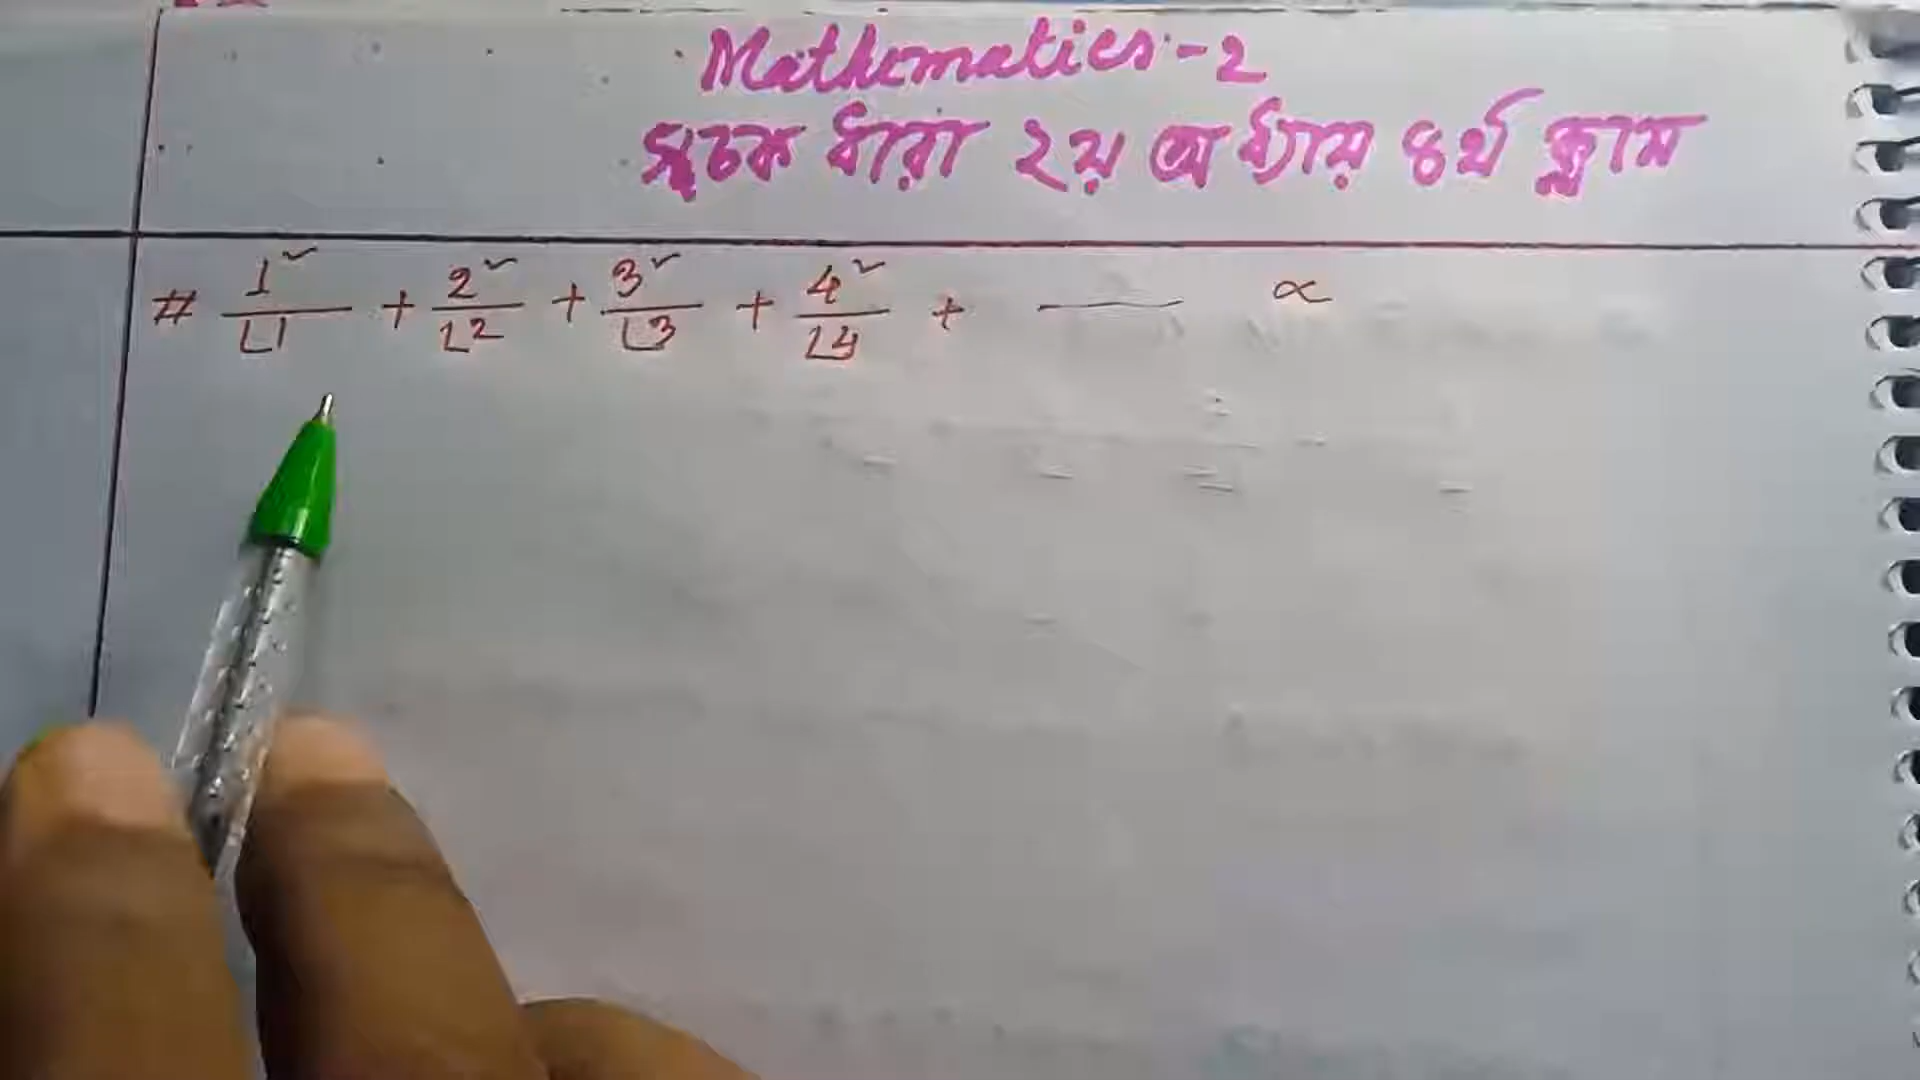 Mathematics-2
সূচক ধারা ২য় অধ্যায় ৪র্থ ক্লাস
# 1²/⌊1 + 2²/⌊2 + 3²/⌊3 + 4²/⌊4 + —— ∝